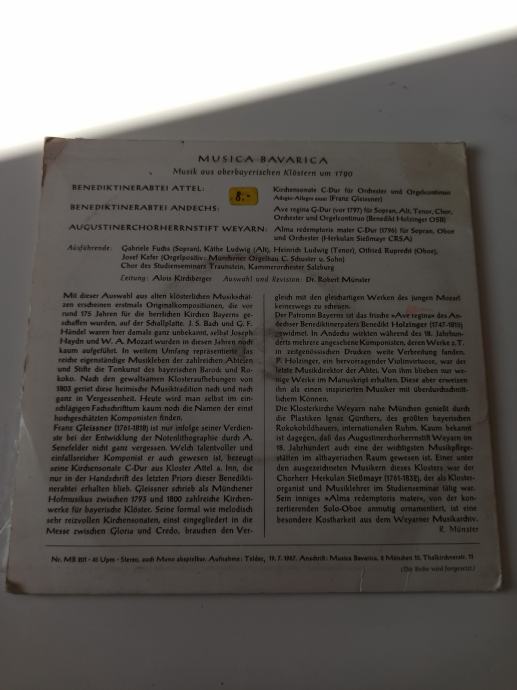 MUSICA BAVARICA
Musik aus oberbayerischen Klöstern um 1790
BENEDIKTINERABTEI ATTEL:
8.-
Kirchensonate C-Dur für Orchester und Orgelkontinuo
Adagio-Allegro assai (Franz Gleissner)
BENEDIKTINERABTEI ANDECHS:
Ave regina G-Dur (vor 1797) für Sopran, Alt, Tenor, Chor,
Orchester und Orgelcontinuo (Benedikt Holzinger OSB)
AUGUSTINERCHORHERRNSTIFT WEYARN:
Alma redemptoris mater C-Dur (1796) für Sopran, Oboe
und Orchester (Herkulan Sießmayr CRSA)
Ausführende:
Gabriele Fuchs (Sopran), Käthe Ludwig (Alt), Heinrich Ludwig (Tenor), Otfried Ruprecht (Oboe),
Josef Kafer (Orgelpositiv: Münchener Orgelbau C. Schuster u. Sohn)
Chor des Studienseminars Traunstein, Kammerorchester Salzburg
Leitung: Alois Kirchberger Auswahl und Revision: Dr. Robert Münster
Mit dieser Auswahl aus alten klösterlichen Musikschät-
zen erscheinen erstmals Originalkompositionen, die vor
rund 175 Jahren für die herrlichen Kirchen Bayerns ge-
schaffen wurden, auf der Schallplatte. J. S. Bach und G. F.
Händel waren hier damals ganz unbekannt, selbst Joseph
Haydn und W. A. Mozart wurden in diesen Jahren noch
kaum aufgeführt. In weitem Umfang repräsentierte das
reiche eigenständige Musikleben der zahlreichen Abteien
und Stifte die Tonkunst des bayerischen Barock und Ro-
koko. Nach den gewaltsamen Klosteraufhebungen von
1803 geriet diese heimische Musiktradition nach und nach
ganz in Vergessenheit. Heute wird man selbst im ein-
schlägigen Fachschrifttum kaum noch die Namen der einst
hochgeschätzten Komponisten finden.
Franz Gleissner (1761-1818) ist nur infolge seiner Verdien-
ste bei der Entwicklung der Notenlithographie durch A.
Senefelder nicht ganz vergessen. Welch talentvoller und
einfallsreicher Komponist er auch gewesen ist, bezeugt
seine Kirchensonate C-Dur aus Kloster Attel a. Inn, die
nur in der Handschrift des letzten Priors dieser Benedikti-
nerabtei erhalten blieb. Gleissner schrieb als Münchener
Hofmusikus zwischen 1793 und 1800 zahlreiche Kirchen-
werke für bayerische Klöster. Seine formal wie melodisch
sehr reizvollen Kirchensonaten, einst eingegliedert in die
Messe zwischen Gloria und Credo, brauchen den Ver-
gleich mit den gleichartigen Werken des jungen Mozart
keineswegs zu scheuen.
Der Patronin Bayerns ist das frische »Ave regina« des An-
dechser Benediktinerpaters Benedikt Holzinger (1747-1815)
gewidmet. In Andechs wirkten während des 18. Jahrhun-
derts mehrere angesehene Komponisten, deren Werke z. T.
in zeitgenössischen Drucken weite Verbreitung fanden.
P. Holzinger, ein hervorragender Violinvirtuose, war der
letzte Musikdirektor der Abtei. Von ihm blieben nur we-
nige Werke im Manuskript erhalten. Diese aber erweisen
ihn als einen inspirierten Musiker mit überdurchschnitt-
lichem Können.
Die Klosterkirche Weyarn nahe München genießt durch
die Plastiken Ignaz Günthers, des größten bayerischen
Rokokobildhauers, internationalen Ruhm. Kaum bekannt
ist dagegen, daß das Augustinerchorherrnstift Weyarn im
18. Jahrhundert auch eine der wichtigsten Musikpflege-
stätten im altbayerischen Raum gewesen ist. Einer unter
den ausgezeichneten Musikern dieses Klosters war der
Chorherr Herkulan Sießmayr (1761-1832), der als Kloster-
organist und Musiklehrer im Studienseminar tätig war.
Sein inniges »Alma redemptoris mater«, von der kon-
zertierenden Solo-Oboe anmutig ornamentiert, ist eine
besondere Kostbarkeit aus dem Weyarner Musikarchiv.
R. Münster
Nr. MB 801 - 45 Upm - Stereo, auch Mono abspielbar. Aufnahme: Teldec, 19. 7. 1967. Anschrift: Musica Bavarica, 8 München 15, Thalkirchnerstr. 11
(Die Reihe wird fortgesetzt.)